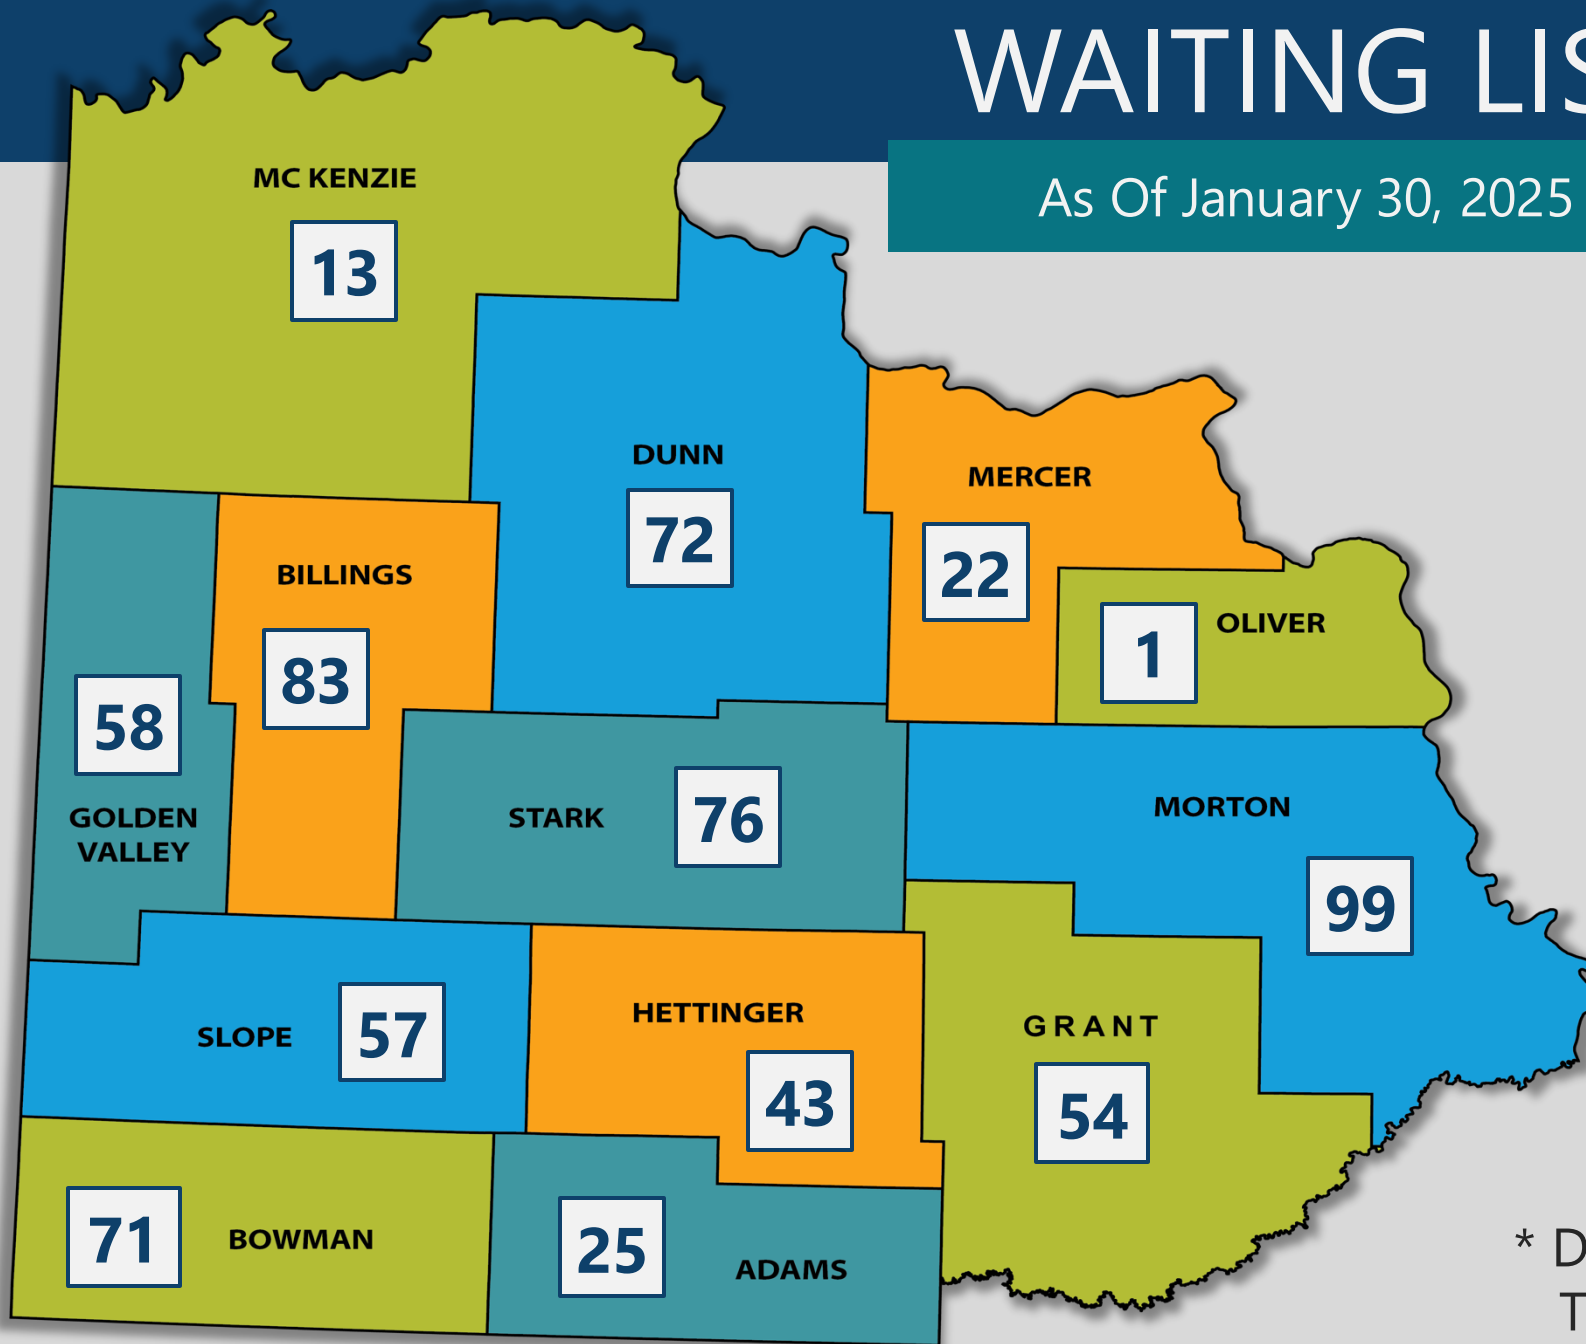 WAITING LIS
As Of January 30, 2025
MC KENZIE
13
DUNN
72
MERCER
22
BILLINGS
83
OLIVER
1
58
GOLDEN
VALLEY
STARK
76
MORTON
99
SLOPE
57
HETTINGER
43
GRANT
54
71
BOWMAN
25
ADAMS
* D
T